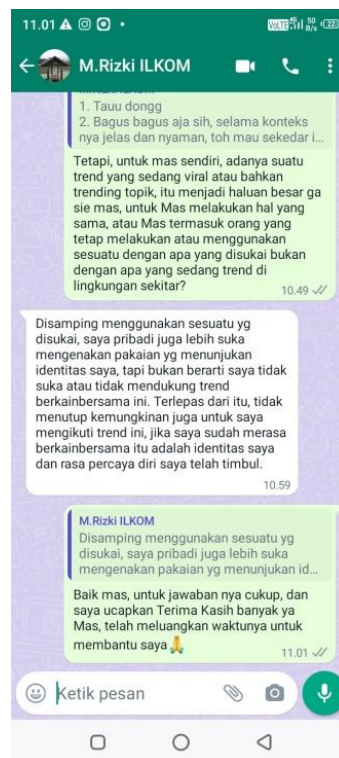 11.01
VoLTE 50 B/s 22
M.Rizki ILKOM
1. Tauu dongg
2. Bagus bagus aja sih, selama konteks
nya jelas dan nyaman, toh mau sekedar i...
Tetapi, untuk mas sendiri, adanya suatu
trend yang sedang viral atau bahkan
trending topik, itu menjadi haluan besar ga
sie mas, untuk Mas melakukan hal yang
sama, atau Mas termasuk orang yang
tetap melakukan atau menggunakan
sesuatu dengan apa yang disukai bukan
dengan apa yang sedang trend di
lingkungan sekitar?
10.49
Disamping menggunakan sesuatu yg
disukai, saya pribadi juga lebih suka
mengenakan pakaian yg menunjukan
identitas saya, tapi bukan berarti saya tidak
suka atau tidak mendukung trend
berkainbersama ini. Terlepas dari itu, tidak
menutup kemungkinan juga untuk saya
mengikuti trend ini, jika saya sudah merasa
berkainbersama itu adalah identitas saya
dan rasa percaya diri saya telah timbul.
10.59
M.Rizki ILKOM
Disamping menggunakan sesuatu yg
disukai, saya pribadi juga lebih suka
mengenakan pakaian yg menunjukan id...
Baik mas, untuk jawaban nya cukup, dan
saya ucapkan Terima Kasih banyak ya
Mas, telah meluangkan waktunya untuk
membantu saya🙏
11.01
Ketik pesan